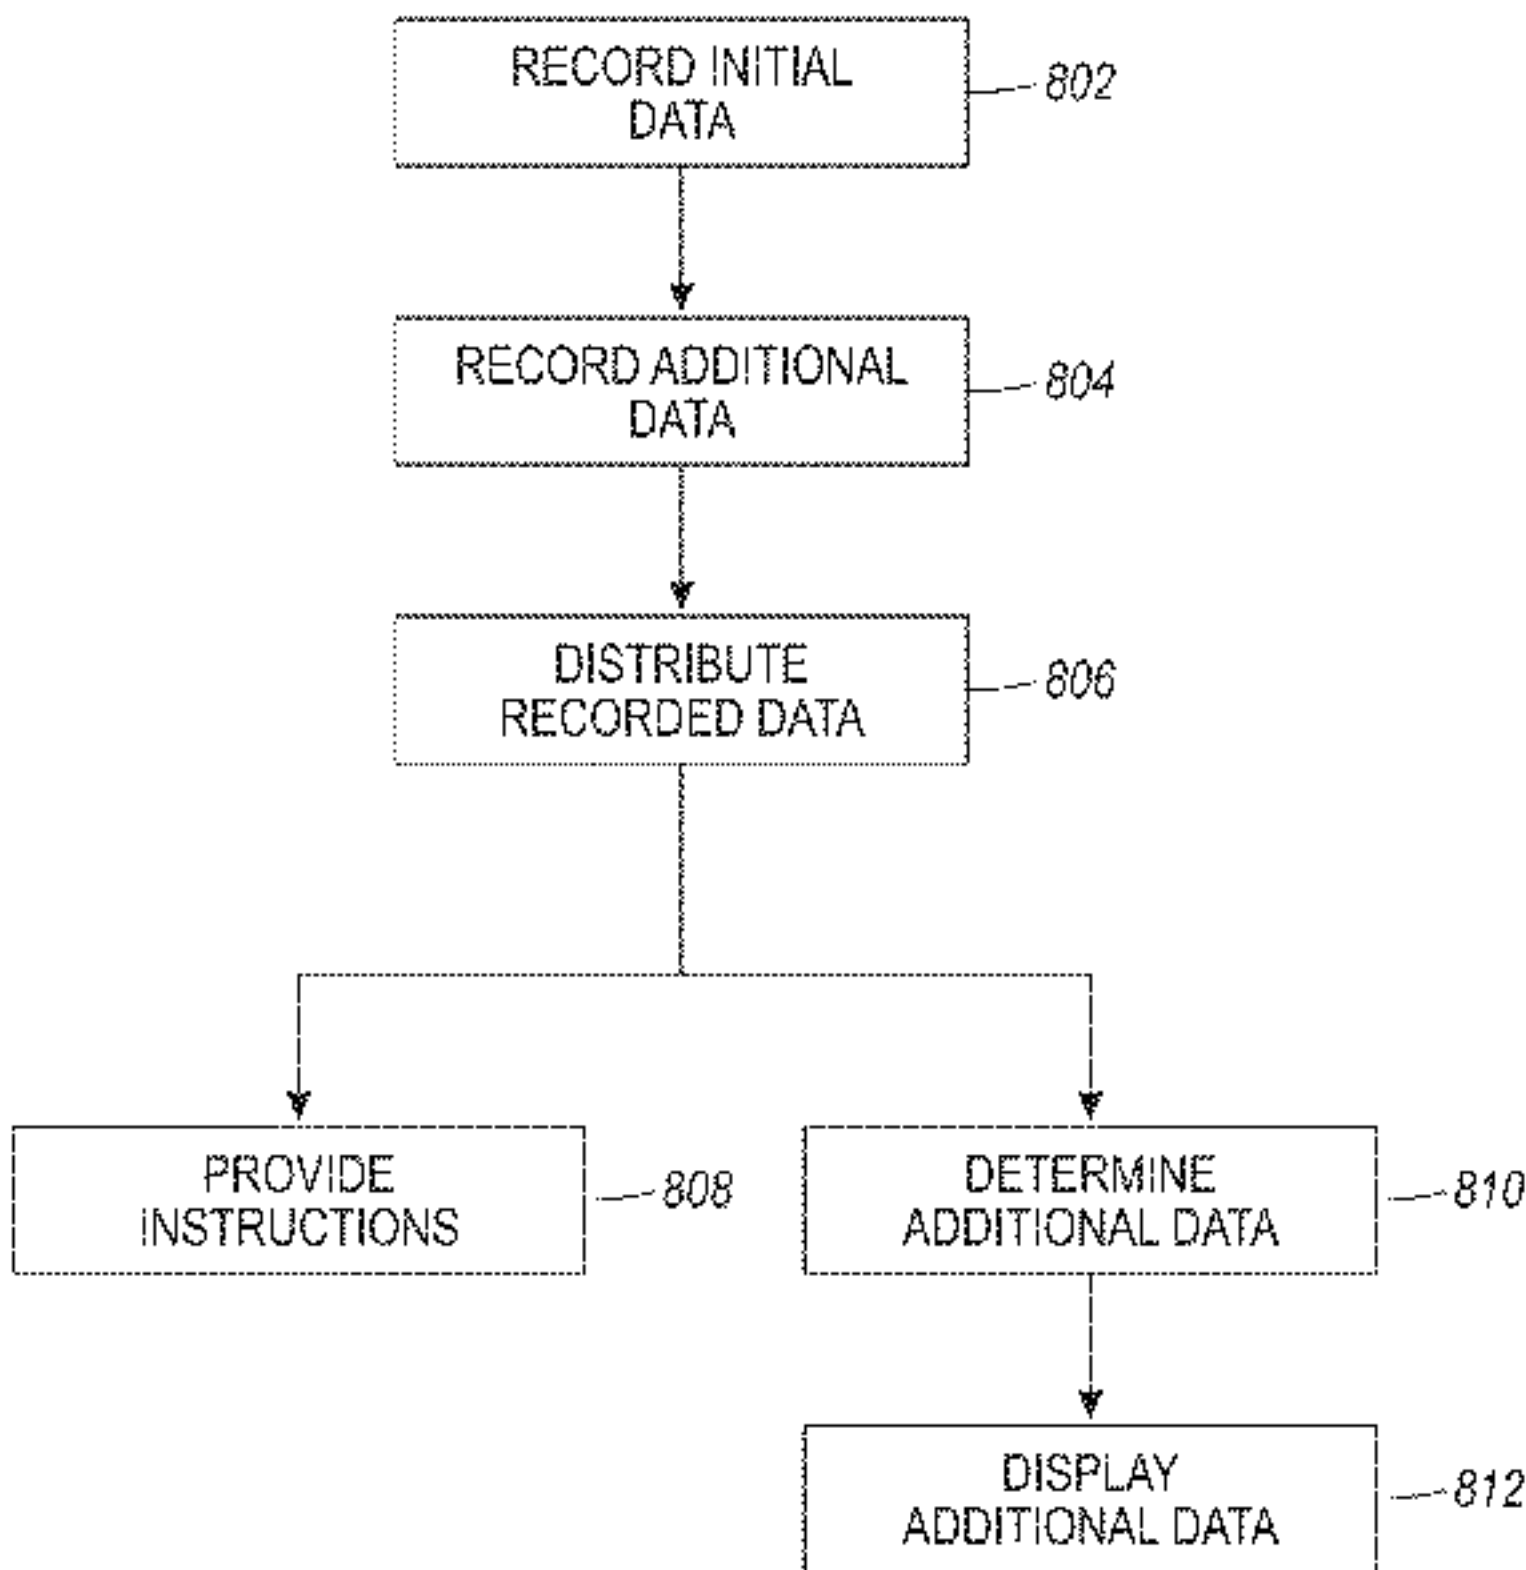 RECORD INITIAL
DATA
802
RECORD ADDITIONAL
DATA
804
DISTRIBUTE
RECORDED DATA
806
PROVIDE
INSTRUCTIONS
808
DETERMINE
ADDITIONAL DATA
810
DISPLAY
ADDITIONAL DATA
812